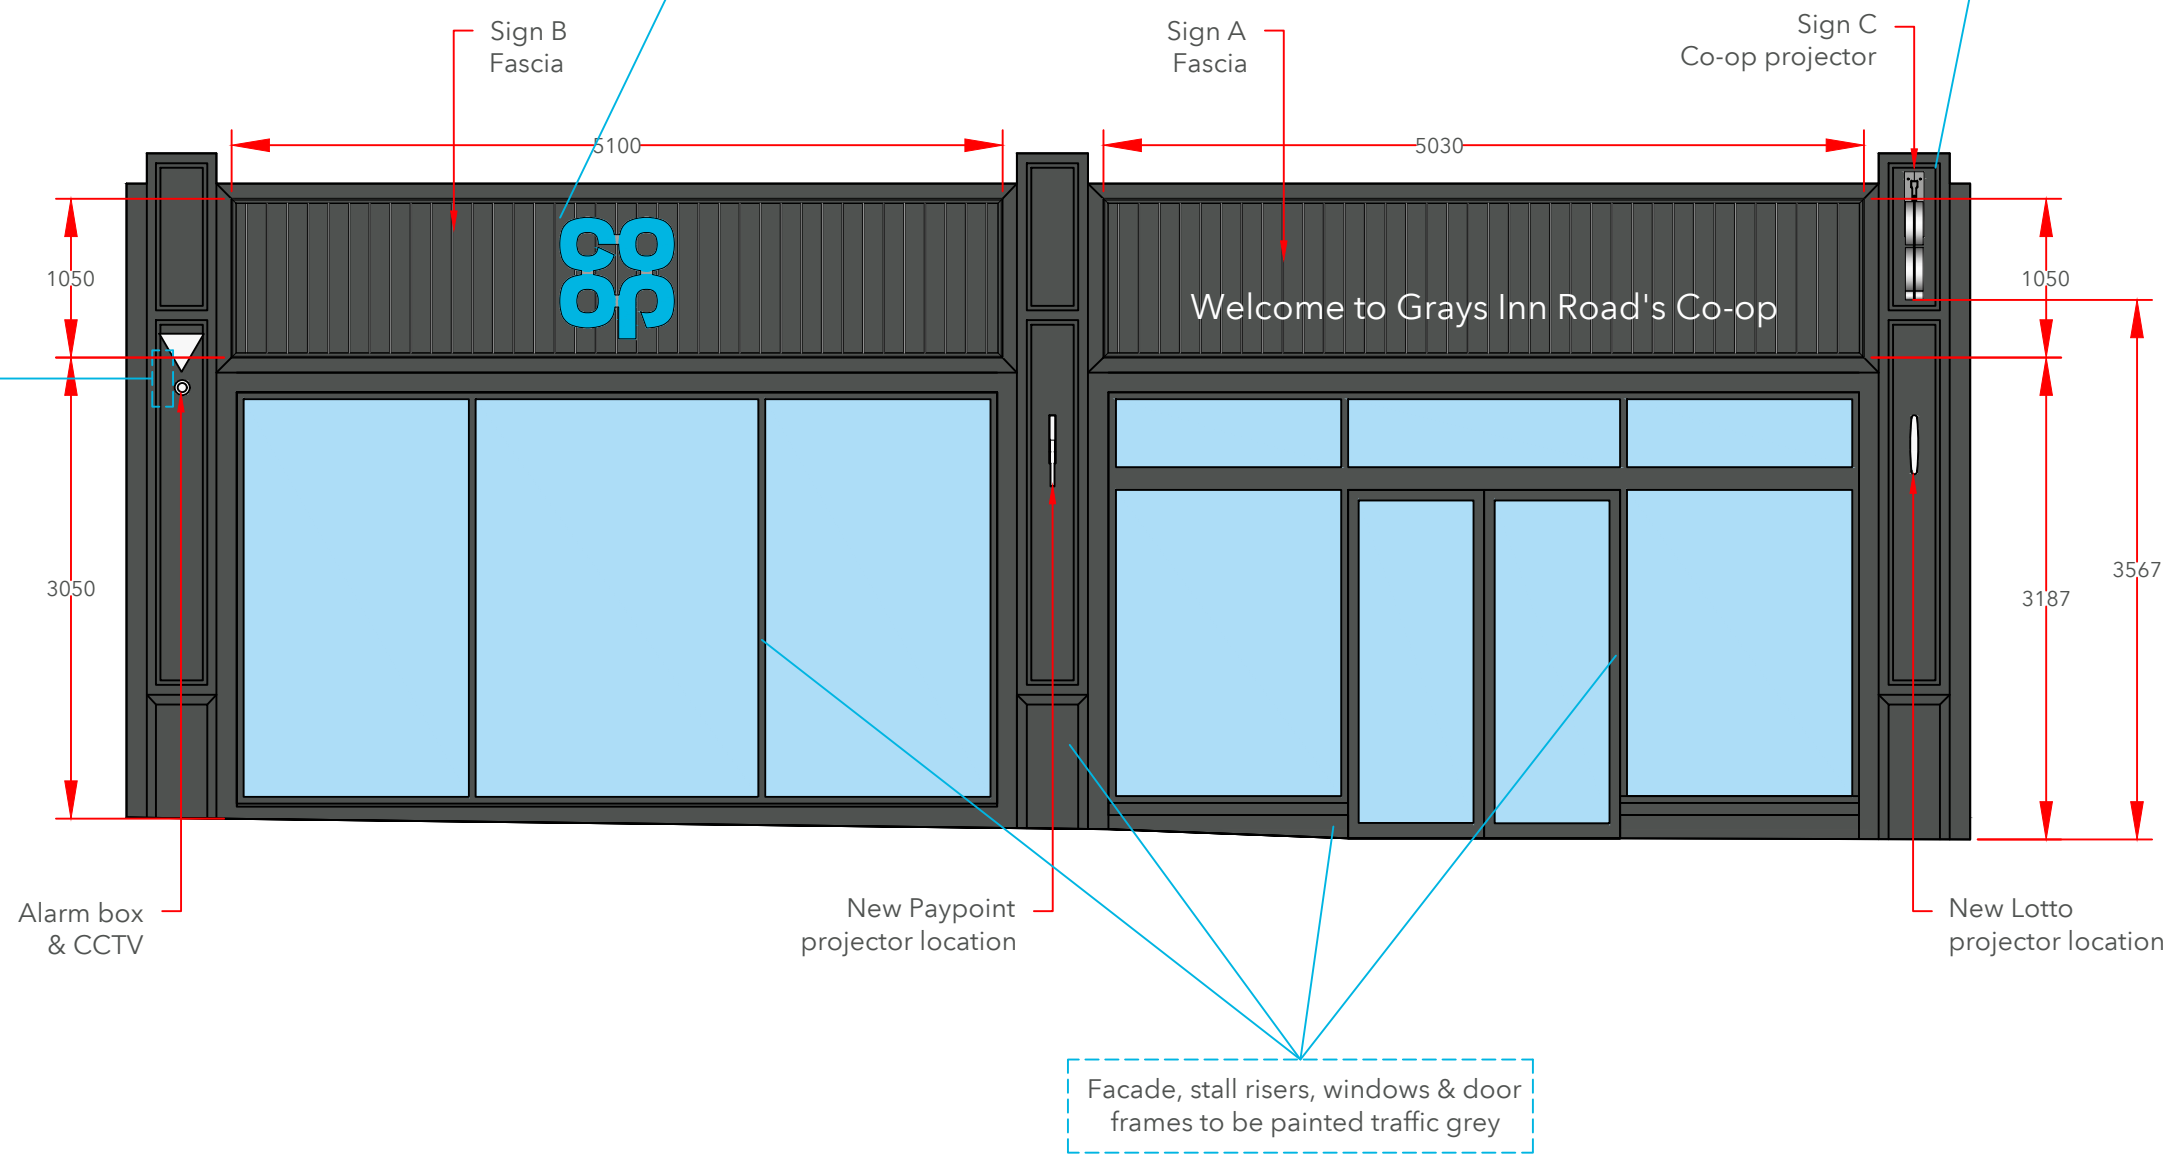 Sign B
Fascia
Sign A
Fascia
Sign C
Co-op projector
5100
5030
co
op
Welcome to Grays Inn Road's Co-op
1050
1050
3050
3187
3567
Alarm box
& CCTV
New Paypoint
projector location
New Lotto
projector location
Facade, stall risers, windows & door
frames to be painted traffic grey